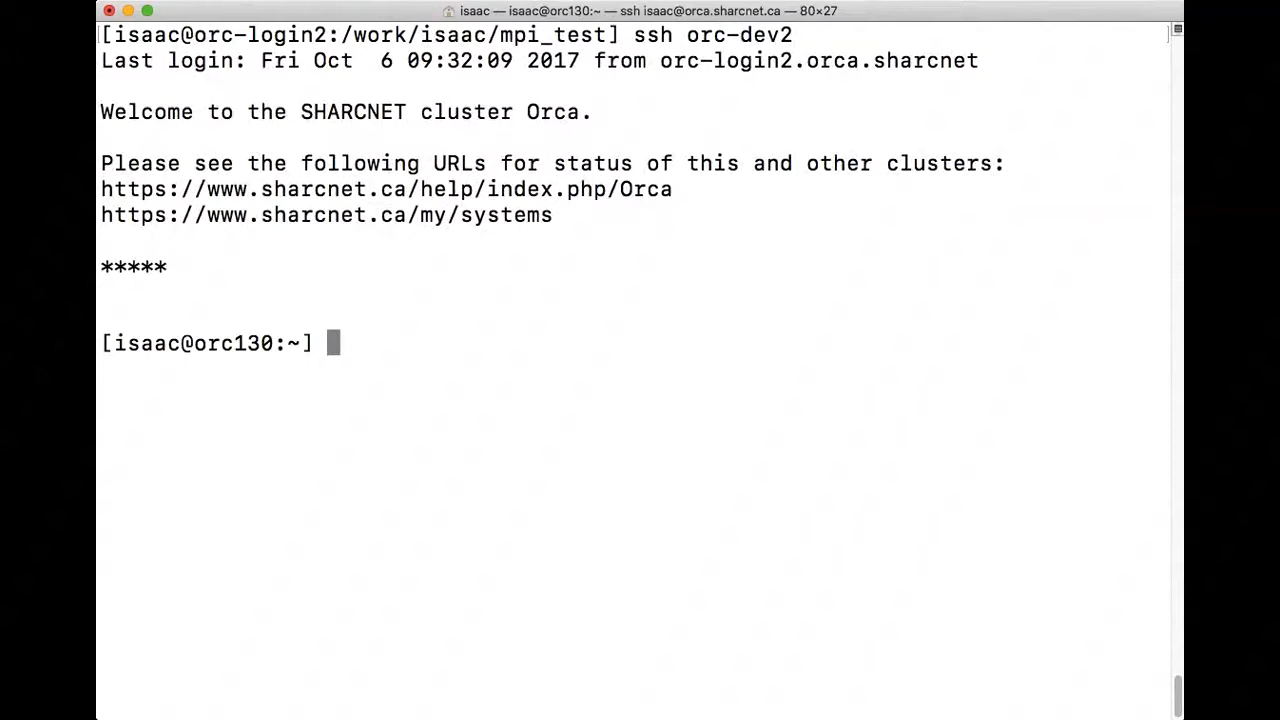 isaac — isaac@orc130:~ — ssh isaac@orca.sharcnet.ca — 80×27
[isaac@orc-login2:/work/isaac/mpi_test] ssh orc-dev2
Last login: Fri Oct  6 09:32:09 2017 from orc-login2.orca.sharcnet
Welcome to the SHARCNET cluster Orca.
Please see the following URLs for status of this and other clusters:
https://www.sharcnet.ca/help/index.php/Orca
https://www.sharcnet.ca/my/systems
*****
[isaac@orc130:~]